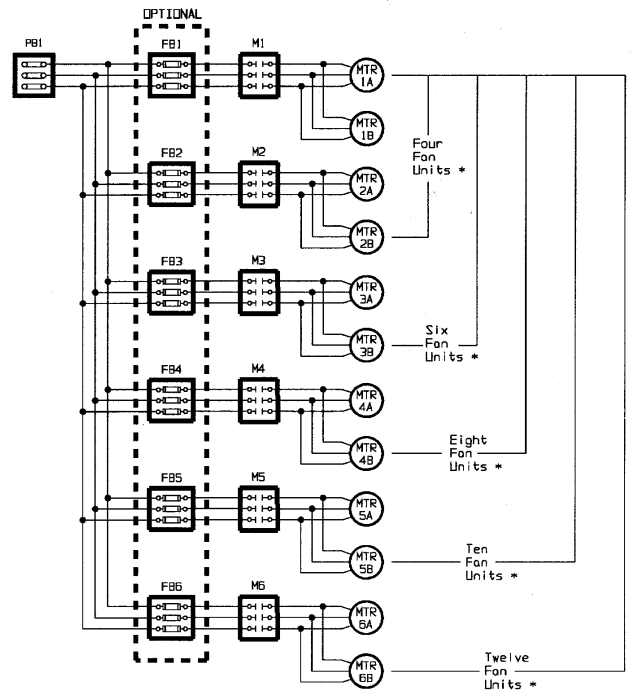 OPTIONAL
PB1
FB1
M1
MTR
1A
MTR
1B
Four
Fan
Units *
FB2
M2
MTR
2A
MTR
2B
FB3
M3
MTR
3A
MTR
3B
Six
Fan
Units *
FB4
M4
MTR
4A
MTR
4B
Eight
Fan
Units *
FB5
M5
MTR
5A
MTR
5B
Ten
Fan
Units *
FB6
M6
MTR
6A
MTR
6B
Twelve
Fan
Units *